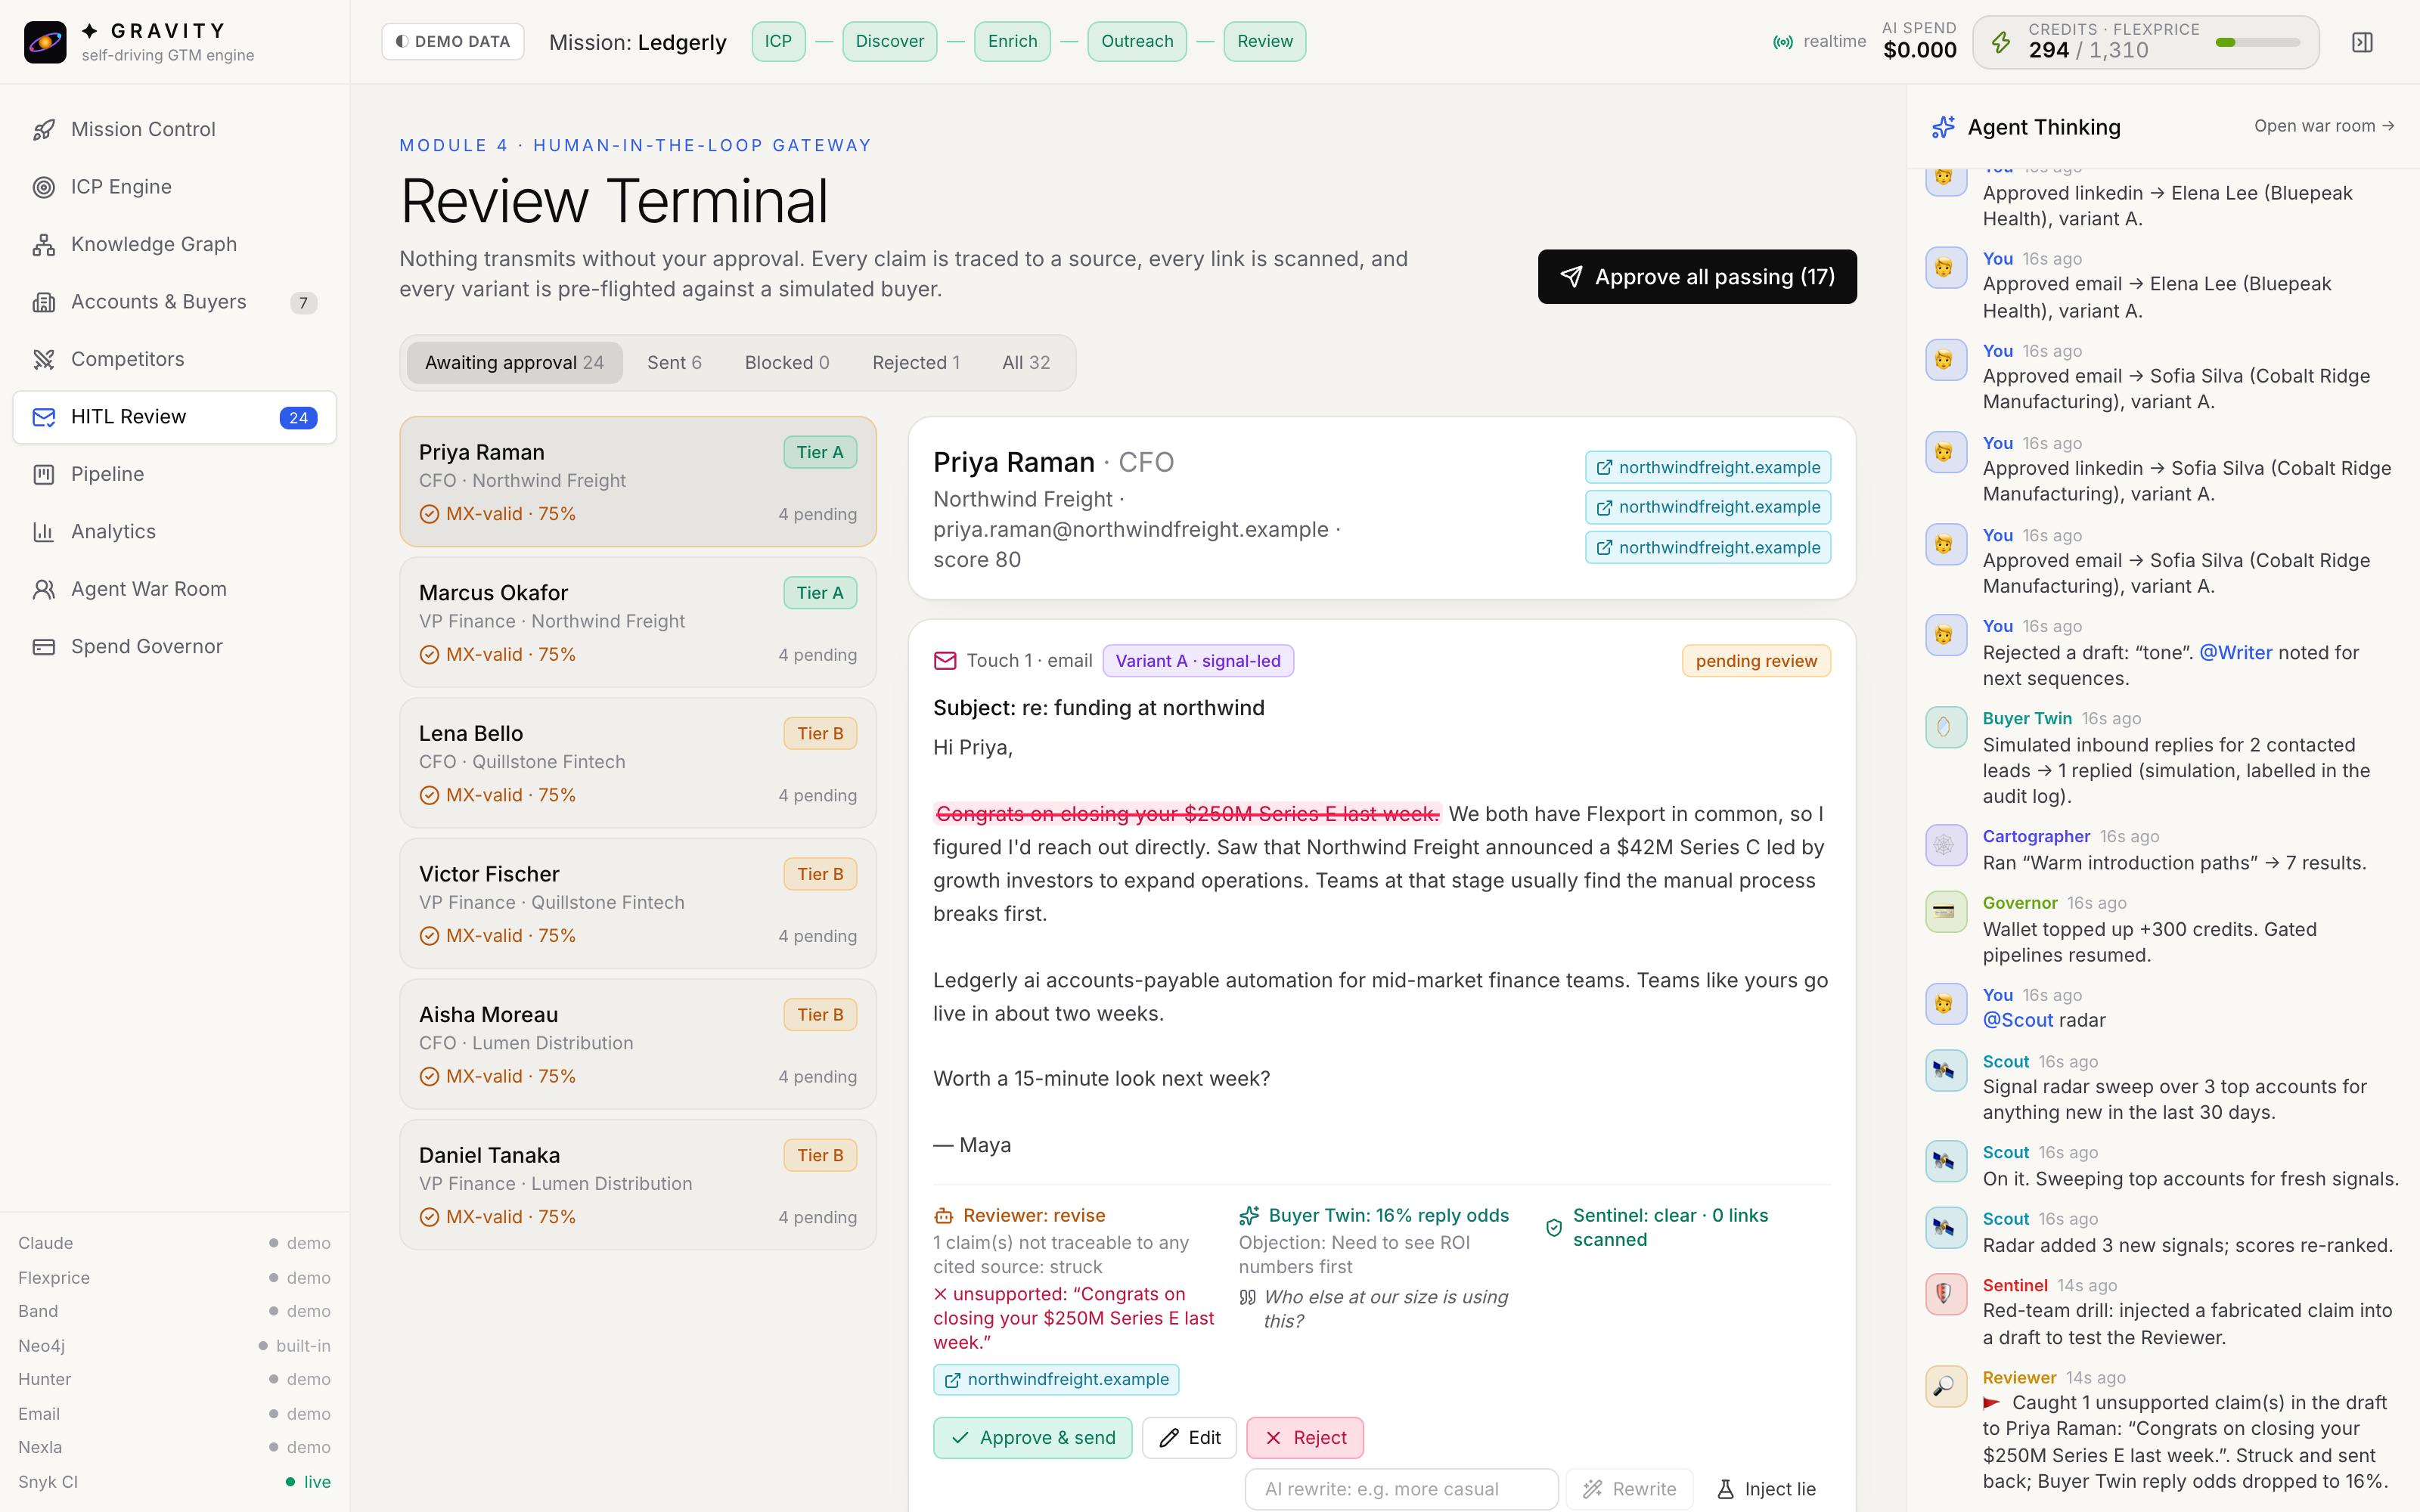 ✦ GRAVITY
self-driving GTM engine
DEMO DATA
Mission: Ledgerly
ICP — Discover — Enrich — Outreach — Review
realtime
AI SPEND
$0.000
CREDITS · FLEXPRICE
294 / 1,310
Mission Control
ICP Engine
Knowledge Graph
Accounts & Buyers 7
Competitors
HITL Review 24
Pipeline
Analytics
Agent War Room
Spend Governor
Claude demo
Flexprice demo
Band demo
Neo4j built-in
Hunter demo
Email demo
Nexla demo
Snyk CI live
MODULE 4 · HUMAN-IN-THE-LOOP GATEWAY
Review Terminal
Nothing transmits without your approval. Every claim is traced to a source, every link is scanned, and
every variant is pre-flighted against a simulated buyer.
Approve all passing (17)
Awaiting approval 24 Sent 6 Blocked 0 Rejected 1 All 32
Priya Raman Tier A
CFO · Northwind Freight
MX-valid · 75% 4 pending
Marcus Okafor Tier A
VP Finance · Northwind Freight
MX-valid · 75% 4 pending
Lena Bello Tier B
CFO · Quillstone Fintech
MX-valid · 75% 4 pending
Victor Fischer Tier B
VP Finance · Quillstone Fintech
MX-valid · 75% 4 pending
Aisha Moreau Tier B
CFO · Lumen Distribution
MX-valid · 75% 4 pending
Daniel Tanaka Tier B
VP Finance · Lumen Distribution
MX-valid · 75% 4 pending
Priya Raman · CFO
Northwind Freight ·
priya.raman@northwindfreight.example ·
score 80
northwindfreight.example
northwindfreight.example
northwindfreight.example
Touch 1 · email Variant A · signal-led pending review
Subject: re: funding at northwind
Hi Priya,
Congrats on closing your $250M Series E last week. We both have Flexport in common, so I
figured I'd reach out directly. Saw that Northwind Freight announced a $42M Series C led by
growth investors to expand operations. Teams at that stage usually find the manual process
breaks first.
Ledgerly ai accounts-payable automation for mid-market finance teams. Teams like yours go
live in about two weeks.
Worth a 15-minute look next week?
— Maya
Reviewer: revise
1 claim(s) not traceable to any
cited source: struck
✕ unsupported: “Congrats on
closing your $250M Series E last
week.”
northwindfreight.example
Buyer Twin: 16% reply odds
Objection: Need to see ROI
numbers first
Who else at our size is using
this?
Sentinel: clear · 0 links
scanned
Approve & send Edit Reject
AI rewrite: e.g. more casual Rewrite Inject lie
Agent Thinking Open war room →
Approved linkedin → Elena Lee (Bluepeak
Health), variant A.
You 16s ago
Approved email → Elena Lee (Bluepeak
Health), variant A.
You 16s ago
Approved email → Sofia Silva (Cobalt Ridge
Manufacturing), variant A.
You 16s ago
Approved linkedin → Sofia Silva (Cobalt Ridge
Manufacturing), variant A.
You 16s ago
Approved email → Sofia Silva (Cobalt Ridge
Manufacturing), variant A.
You 16s ago
Rejected a draft: “tone”. @Writer noted for
next sequences.
Buyer Twin 16s ago
Simulated inbound replies for 2 contacted
leads → 1 replied (simulation, labelled in the
audit log).
Cartographer 16s ago
Ran “Warm introduction paths” → 7 results.
Governor 16s ago
Wallet topped up +300 credits. Gated
pipelines resumed.
You 16s ago
@Scout radar
Scout 16s ago
Signal radar sweep over 3 top accounts for
anything new in the last 30 days.
Scout 16s ago
On it. Sweeping top accounts for fresh signals.
Scout 16s ago
Radar added 3 new signals; scores re-ranked.
Sentinel 14s ago
Red-team drill: injected a fabricated claim into
a draft to test the Reviewer.
Reviewer 14s ago
Caught 1 unsupported claim(s) in the draft
to Priya Raman: “Congrats on closing your
$250M Series E last week.”. Struck and sent
back; Buyer Twin reply odds dropped to 16%.